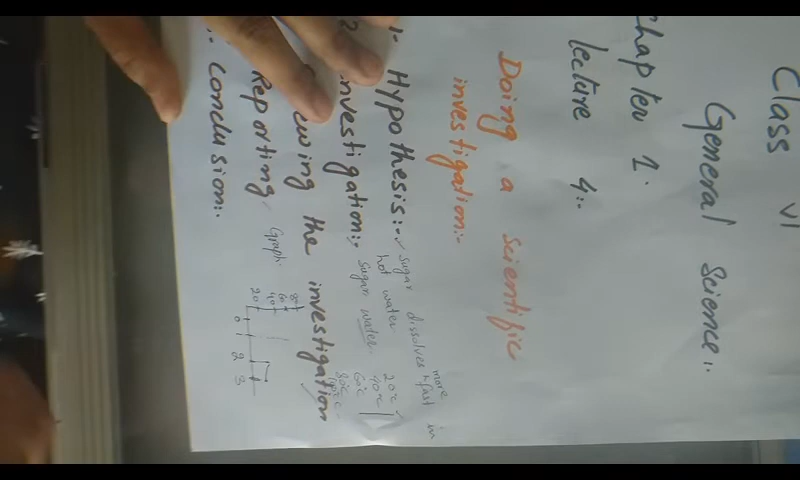 Class VI
General Science:.
Chapter 1.
lecture 4:-
Doing a scientific
investigation:-
1- Hypothesis:- sugar dissolves more fast in
hot water
2 investigation:- sugar water. 20°C
40°C
60°C
80°C
the investigation
Reporting Graph.
80
60
40
20
0 2 3
Conclusion:.